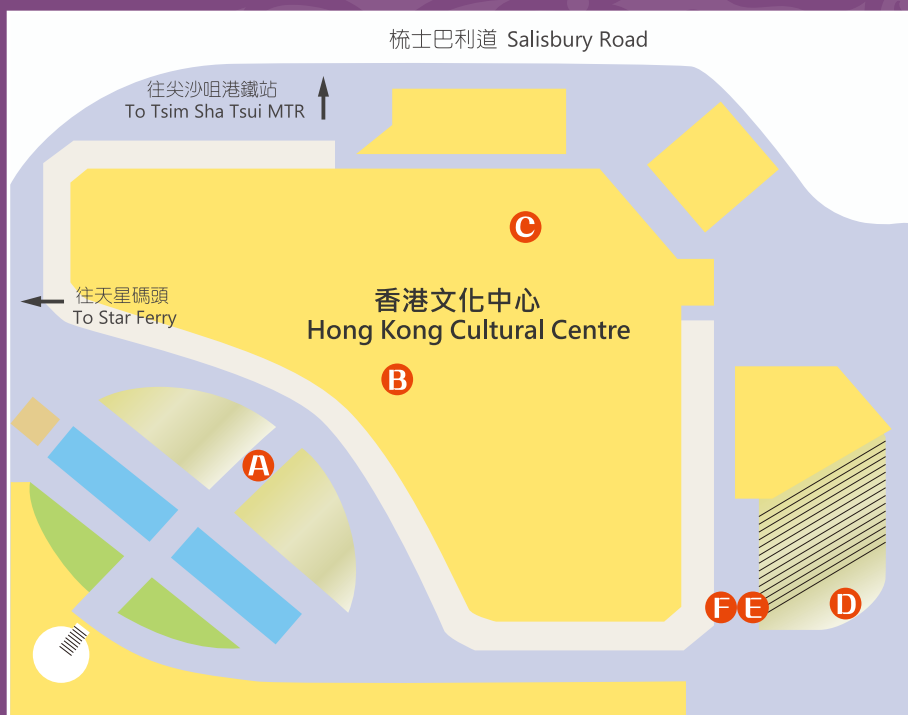 梳士巴利道 Salisbury Road
往尖沙咀港鐵站
To Tsim Sha Tsui MTR
C
往天星碼頭
To Star Ferry
香港文化中心
Hong Kong Cultural Centre
B
A
F E D